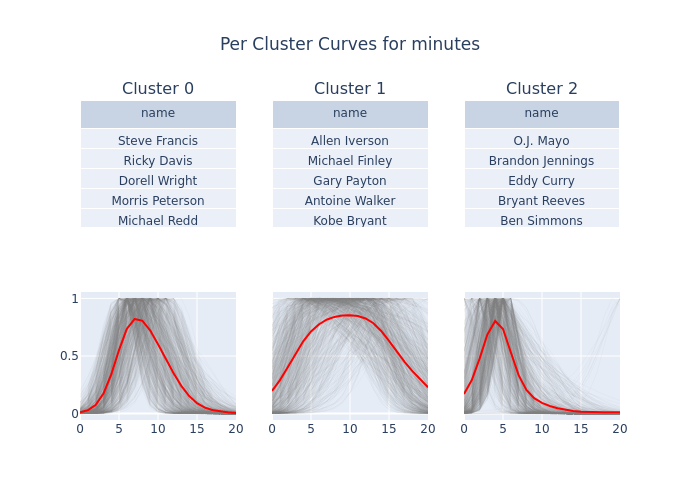 Per Cluster Curves for minutes
Cluster 0
Cluster 1
Cluster 2
name
name
name
Steve Francis
Ricky Davis
Dorell Wright
Morris Peterson
Michael Redd
Allen Iverson
Michael Finley
Gary Payton
Antoine Walker
Kobe Bryant
O.J. Mayo
Brandon Jennings
Eddy Curry
Bryant Reeves
Ben Simmons
1
0.5
0
0 5 10 15 20
0 5 10 15 20
0 5 10 15 20